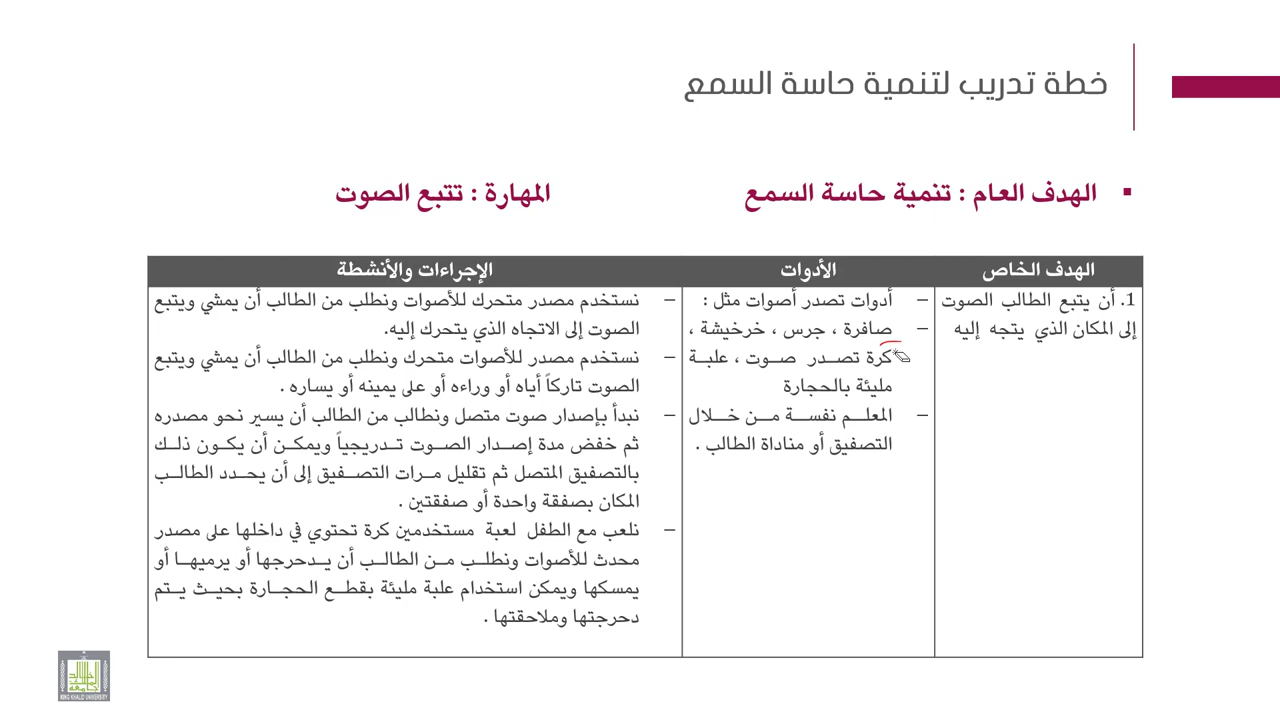 خطة تدريب لتنمية حاسة السمع
▪ الهدف العام : تنمية حاسة السمع
المهارة : تتبع الصوت
الهدف الخاص
الأدوات
الإجراءات والأنشطة
1. أن يتبع الطالب الصوت
إلى المكان الذي يتجه إليه
– أدوات تصدر أصوات مثل :
– صافرة ، جرس ، خرخيشة ،
كرة تصدر صوت ، علبة
مليئة بالحجارة
– المعلم نفسة من خلال
التصفيق أو مناداة الطالب .
– نستخدم مصدر متحرك للأصوات ونطلب من الطالب أن يمشي ويتبع
الصوت إلى الاتجاه الذي يتحرك إليه.
– نستخدم مصدر للأصوات متحرك ونطلب من الطالب أن يمشي ويتبع
الصوت تاركاً أياه أو وراءه أو على يمينه أو يساره .
– نبدأ بإصدار صوت متصل ونطالب من الطالب أن يسير نحو مصدره
ثم خفض مدة إصدار الصوت تدريجياً ويمكن أن يكون ذلك
بالتصفيق المتصل ثم تقليل مرات التصفيق إلى أن يحدد الطالب
المكان بصفقة واحدة أو صفقتين .
– نلعب مع الطفل لعبة مستخدمين كرة تحتوي في داخلها على مصدر
محدث للأصوات ونطلب من الطالب أن يدحرجها أو يرميها أو
يمسكها ويمكن استخدام علبة مليئة بقطع الحجارة بحيث يتم
دحرجتها وملاحقتها .
KING KHALID UNIVERSITY